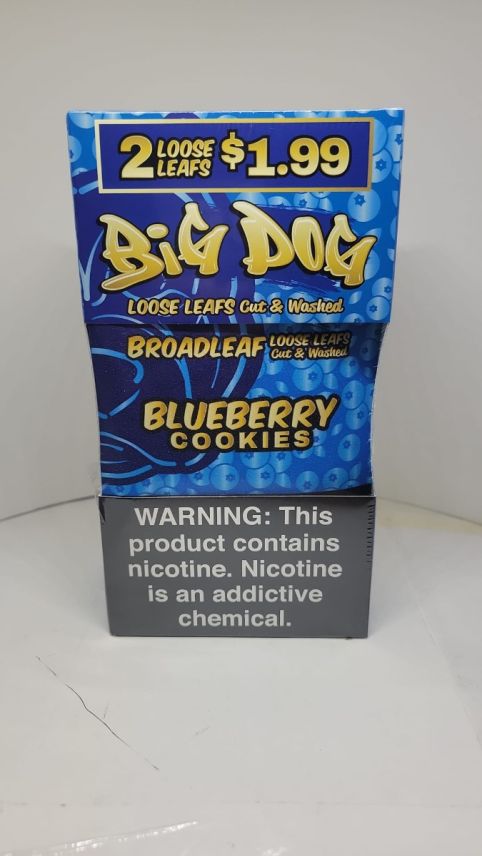 2 LOOSE LEAFS $1.99
BiG DOG
LOOSE LEAFS Cut & Washed
BROADLEAF LOOSE LEAFS Cut & Washed
BLUEBERRY
COOKIES
WARNING: This
product contains
nicotine. Nicotine
is an addictive
chemical.